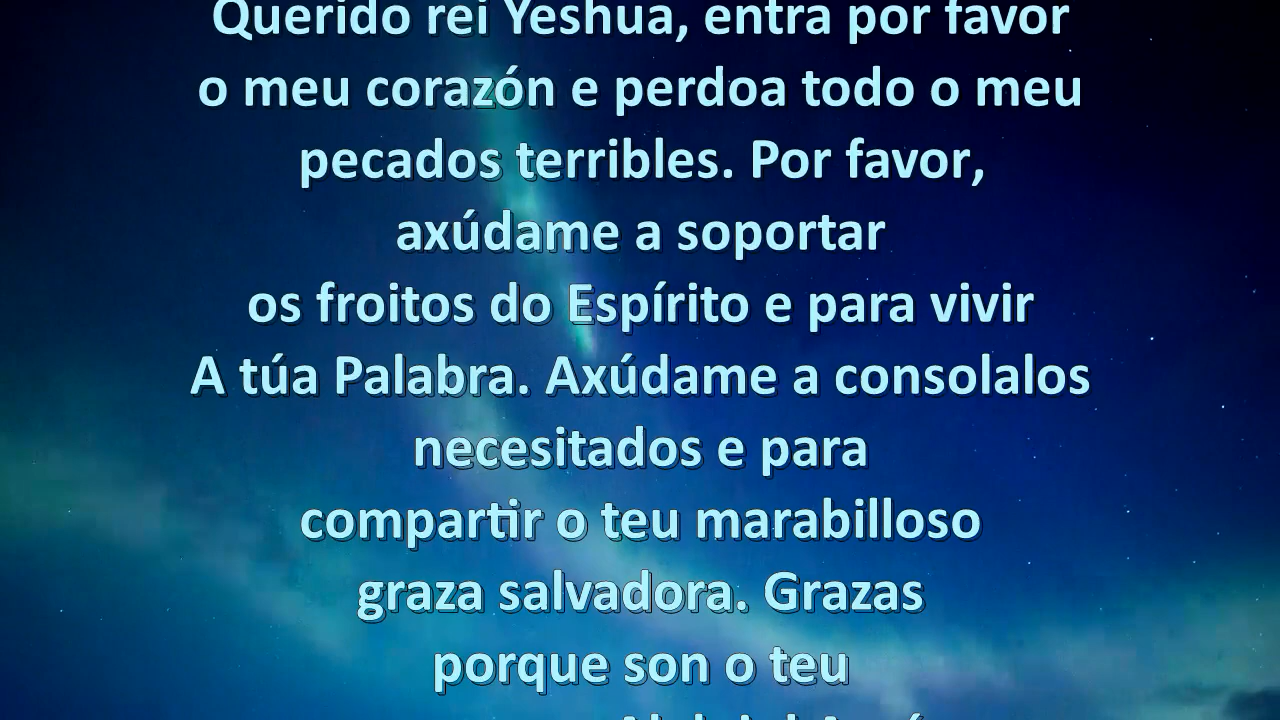 Querido rei Yeshua, entra por favor
o meu corazón e perdoa todo o meu
pecados terribles. Por favor,
axúdame a soportar
os froitos do Espírito e para vivir
A túa Palabra. Axúdame a consolalos
necesitados e para
compartir o teu marabilloso
graza salvadora. Grazas
porque son o teu